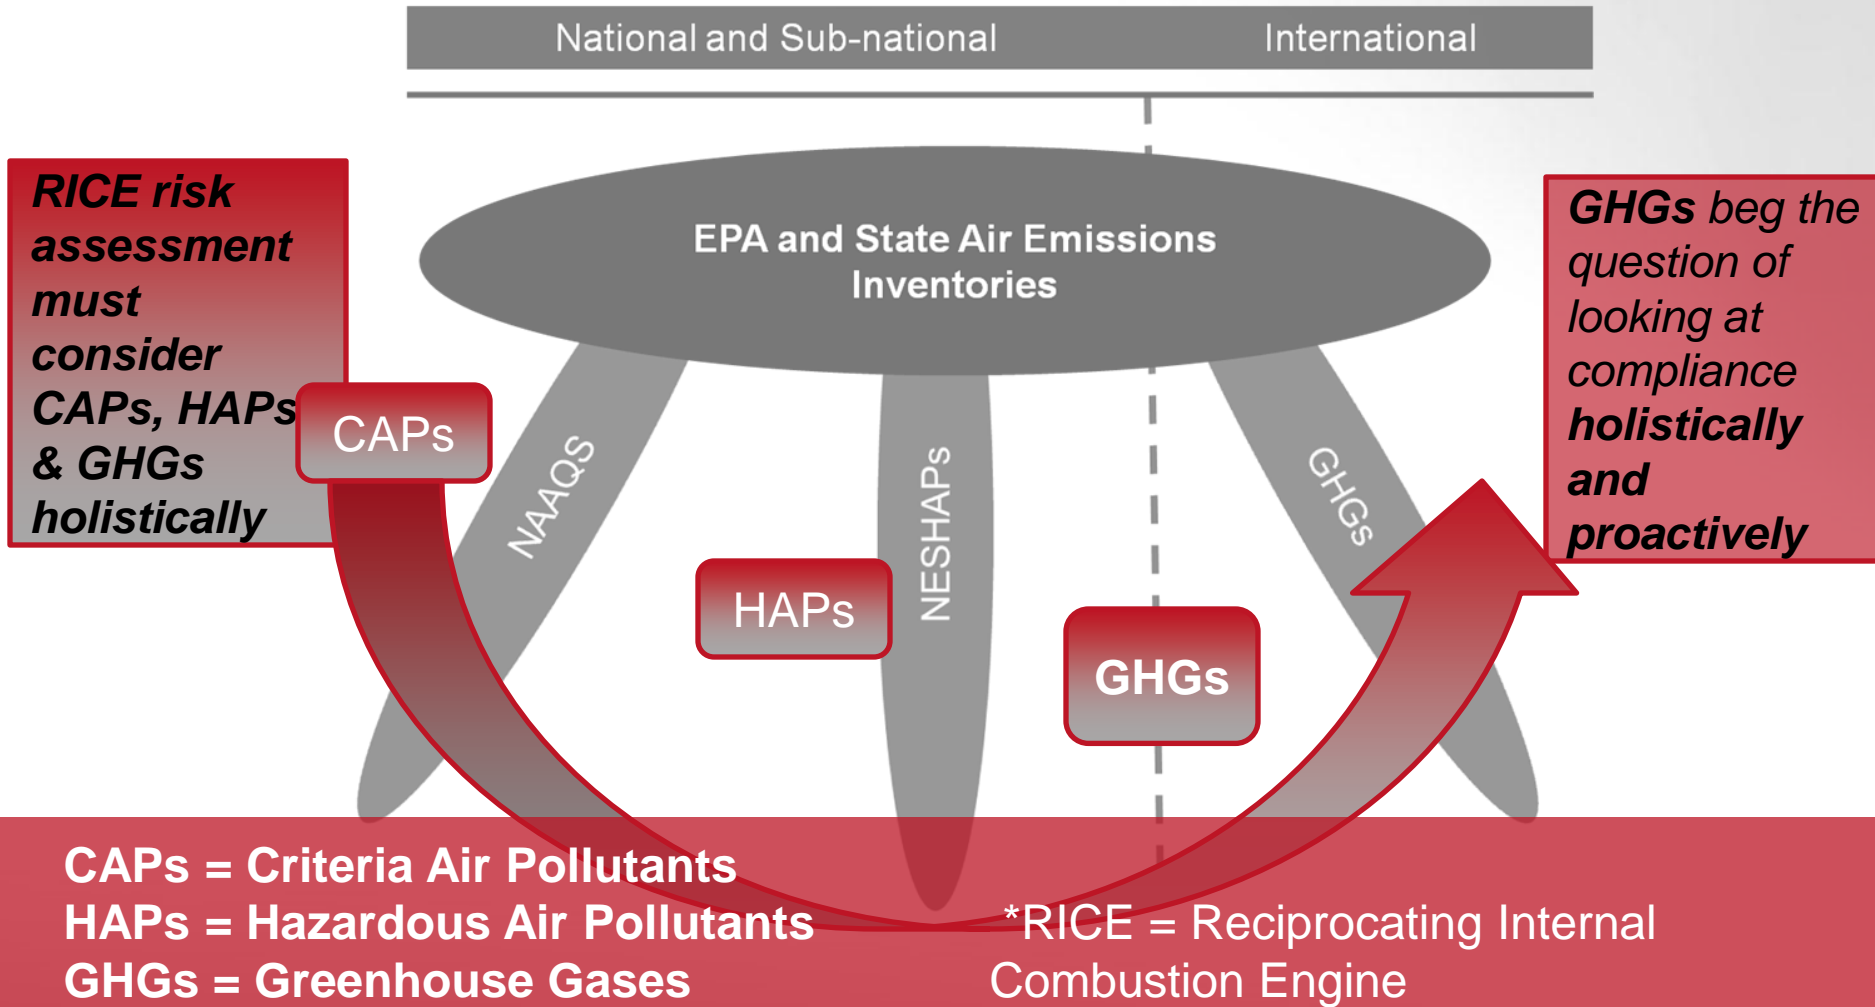 National and Sub-national
International
EPA and State Air Emissions
Inventories
RICE risk
assessment
must
consider
CAPs, HAPs
& GHGs
holistically
GHGs beg the
question of
looking at
compliance
holistically
and
proactively
CAPs
NAAQS
HAPs
NESHAPs
GHGs
GHGs
CAPs = Criteria Air Pollutants
HAPs = Hazardous Air Pollutants
GHGs = Greenhouse Gases
*RICE = Reciprocating Internal
Combustion Engine